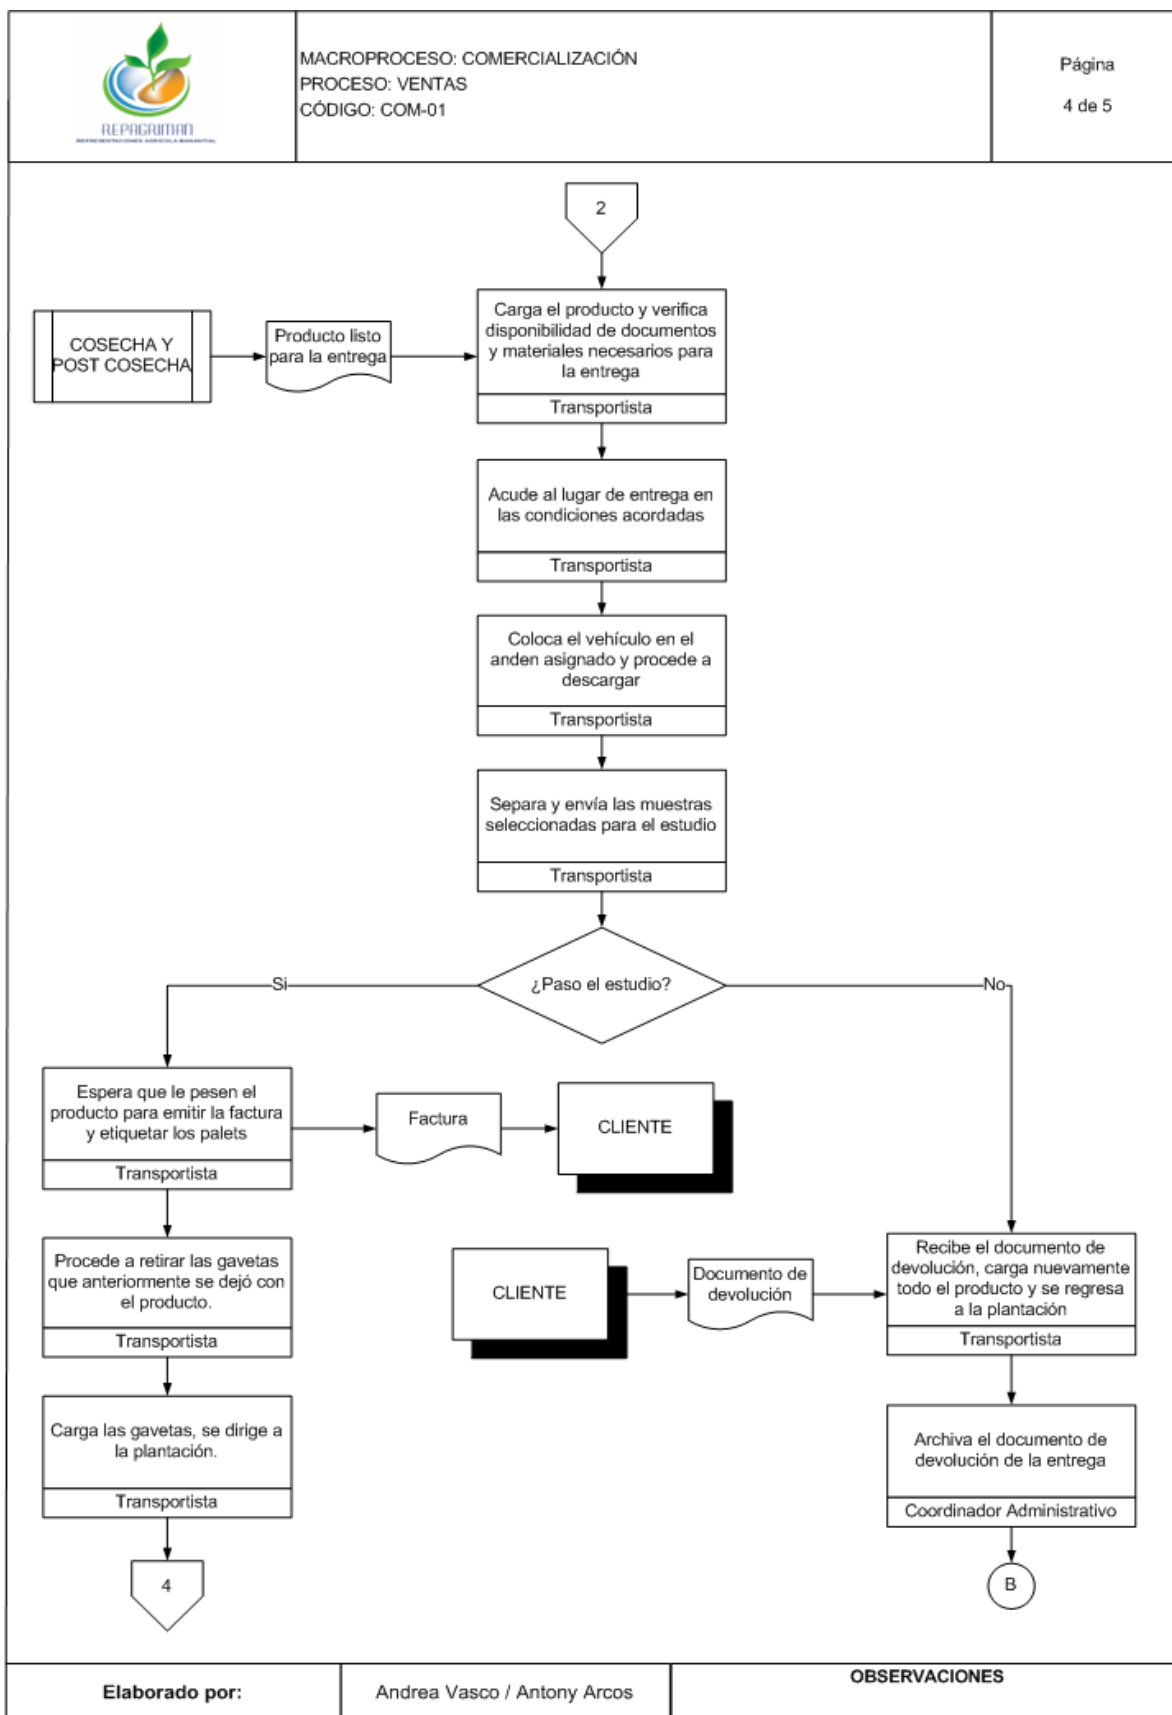 REPAGRIMAN
REPRESENTACIONES AGRICOLA MANANTIAL
MACROPROCESO: COMERCIALIZACIÓN
PROCESO: VENTAS
CÓDIGO: COM-01
Página
4 de 5
2
COSECHA Y
POST COSECHA
Producto listo
para la entrega
Carga el producto y verifica
disponibilidad de documentos
y materiales necesarios para
la entrega
Transportista
Acude al lugar de entrega en
las condiciones acordadas
Transportista
Coloca el vehículo en el
anden asignado y procede a
descargar
Transportista
Separa y envía las muestras
seleccionadas para el estudio
Transportista
¿Paso el estudio?
Si
No
Espera que le pesen el
producto para emitir la factura
y etiquetar los palets
Transportista
Factura
CLIENTE
Procede a retirar las gavetas
que anteriormente se dejó con
el producto.
Transportista
CLIENTE
Documento de
devolución
Recibe el documento de
devolución, carga nuevamente
todo el producto y se regresa
a la plantación
Transportista
Carga las gavetas, se dirige a
la plantación.
Transportista
Archiva el documento de
devolución de la entrega
Coordinador Administrativo
4
B
Elaborado por:
Andrea Vasco / Antony Arcos
OBSERVACIONES